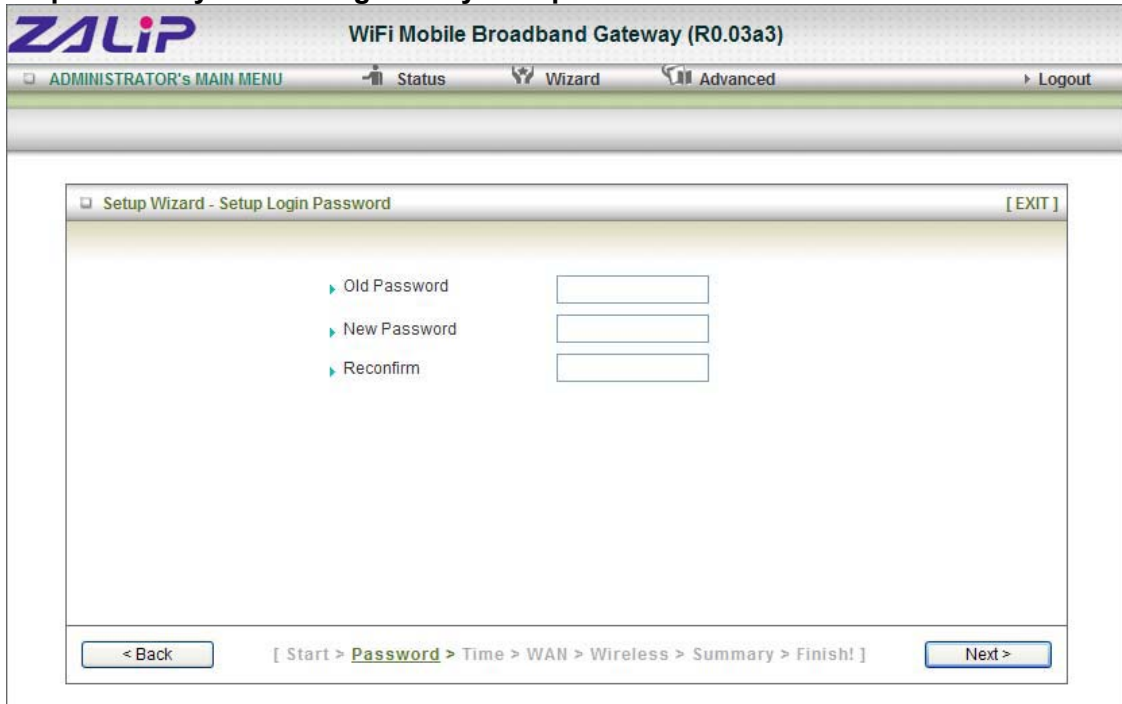 ZALiP WiFi Mobile Broadband Gateway (R0.03a3)
ADMINISTRATOR's MAIN MENU Status Wizard Advanced Logout
Setup Wizard - Setup Login Password [ EXIT ]
Old Password
New Password
Reconfirm
< Back [ Start > Password > Time > WAN > Wireless > Summary > Finish! ] Next >